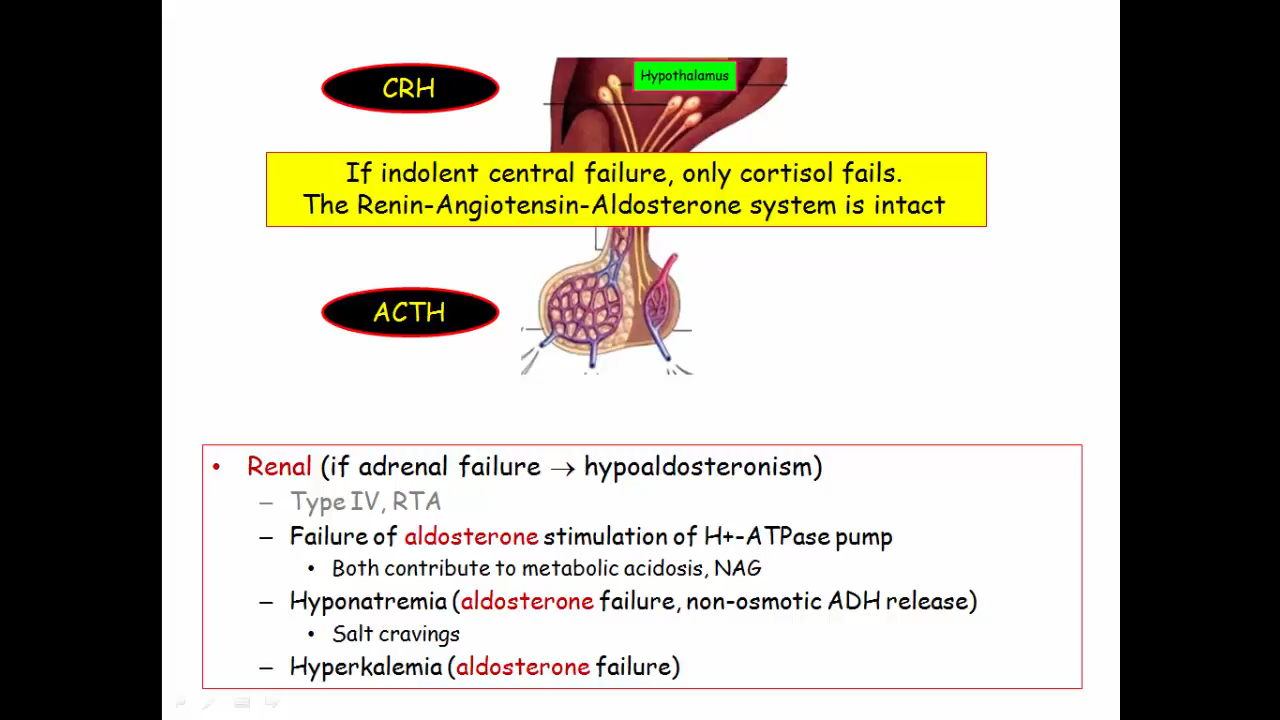 CRH
Hypothalamus
If indolent central failure, only cortisol fails.
The Renin-Angiotensin-Aldosterone system is intact
ACTH
• Renal (if adrenal failure → hypoaldosteronism)
– Type IV, RTA
– Failure of aldosterone stimulation of H+-ATPase pump
• Both contribute to metabolic acidosis, NAG
– Hyponatremia (aldosterone failure, non-osmotic ADH release)
• Salt cravings
– Hyperkalemia (aldosterone failure)